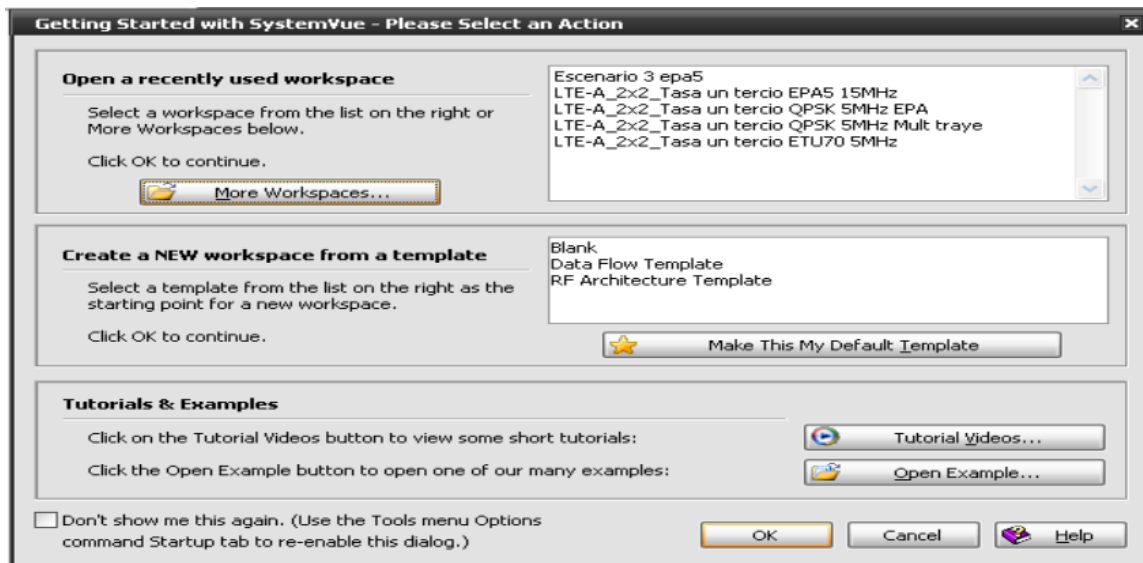 Getting Started with SystemVue - Please Select an Action
Open a recently used workspace
Select a workspace from the list on the right or
More Workspaces below.
Click OK to continue.
More Workspaces...
Escenario 3 epa5
LTE-A_2x2_Tasa un tercio EPA5 15MHz
LTE-A_2x2_Tasa un tercio QPSK 5MHz EPA
LTE-A_2x2_Tasa un tercio QPSK 5MHz Mult traye
LTE-A_2x2_Tasa un tercio ETU70 5MHz
Create a NEW workspace from a template
Select a template from the list on the right as the
starting point for a new workspace.
Click OK to continue.
Blank
Data Flow Template
RF Architecture Template
Make This My Default Template
Tutorials & Examples
Click on the Tutorial Videos button to view some short tutorials:
Tutorial Videos...
Click the Open Example button to open one of our many examples:
Open Example...
Don't show me this again. (Use the Tools menu Options
command Startup tab to re-enable this dialog.)
OK
Cancel
Help